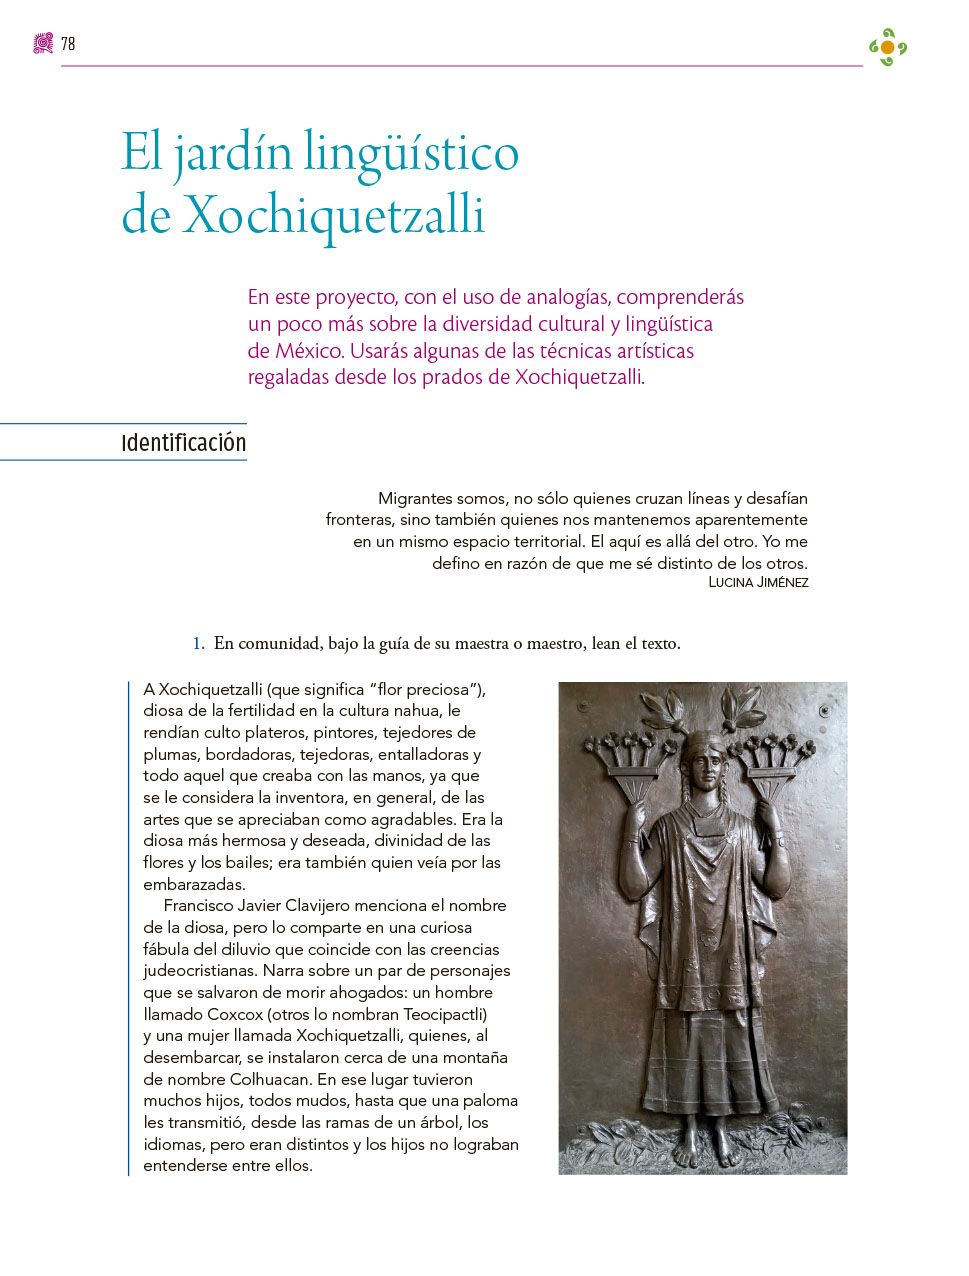 78
El jardín lingüístico
de Xochiquetzalli
En este proyecto, con el uso de analogías, comprenderás
un poco más sobre la diversidad cultural y lingüística
de México. Usarás algunas de las técnicas artísticas
regaladas desde los prados de Xochiquetzalli.
Identificación
Migrantes somos, no sólo quienes cruzan líneas y desafían
fronteras, sino también quienes nos mantenemos aparentemente
en un mismo espacio territorial. El aquí es allá del otro. Yo me
defino en razón de que me sé distinto de los otros.
LUCINA JIMÉNEZ
1. En comunidad, bajo la guía de su maestra o maestro, lean el texto.
A Xochiquetzalli (que significa “flor preciosa”),
diosa de la fertilidad en la cultura nahua, le
rendían culto plateros, pintores, tejedores de
plumas, bordadoras, tejedoras, entalladoras y
todo aquel que creaba con las manos, ya que
se le considera la inventora, en general, de las
artes que se apreciaban como agradables. Era la
diosa más hermosa y deseada, divinidad de las
flores y los bailes; era también quien veía por las
embarazadas.
Francisco Javier Clavijero menciona el nombre
de la diosa, pero lo comparte en una curiosa
fábula del diluvio que coincide con las creencias
judeocristianas. Narra sobre un par de personajes
que se salvaron de morir ahogados: un hombre
llamado Coxcox (otros lo nombran Teocipactli)
y una mujer llamada Xochiquetzalli, quienes, al
desembarcar, se instalaron cerca de una montaña
de nombre Colhuacan. En ese lugar tuvieron
muchos hijos, todos mudos, hasta que una paloma
les transmitió, desde las ramas de un árbol, los
idiomas, pero eran distintos y los hijos no lograban
entenderse entre ellos.